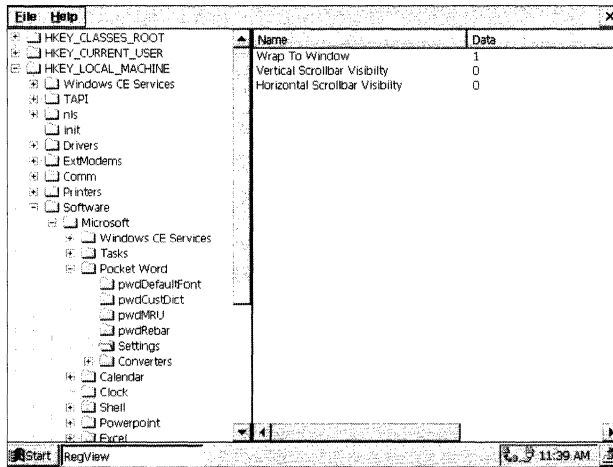 File Help
HKEY_CLASSES_ROOT
HKEY_CURRENT_USER
HKEY_LOCAL_MACHINE
Windows CE Services
TAPI
nls
init
Drivers
ExtModems
Comm
Printers
Software
Microsoft
Windows CE Services
Tasks
Pocket Word
pwdDefaultFont
pwdCustDict
pwdMRU
pwdRebar
Settings
Converters
Calendar
Clock
Shell
Powerpoint
Excel
Name Data
Wrap To Window 1
Vertical Scrollbar Visibilty 0
Horizontal Scrollbar Visibilty 0
Start RegView 11:39 AM